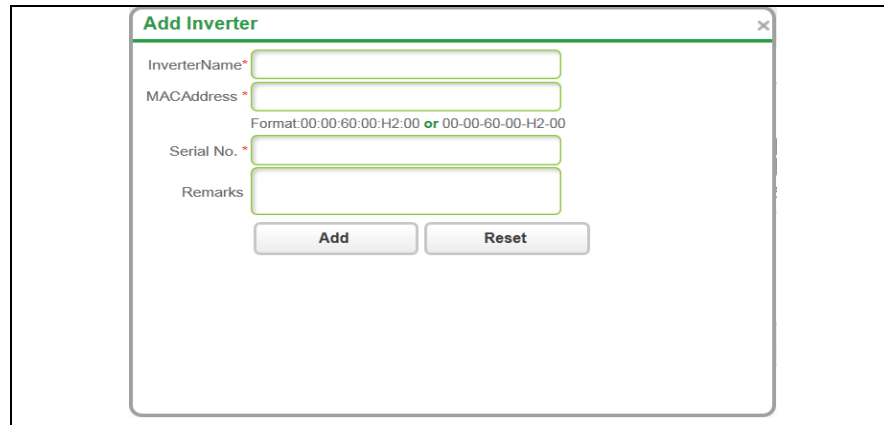 Add Inverter ×
InverterName*
MACAddress *
Format:00:00:60:00:H2:00 or 00-00-60-00-H2-00
Serial No. *
Remarks
Add Reset